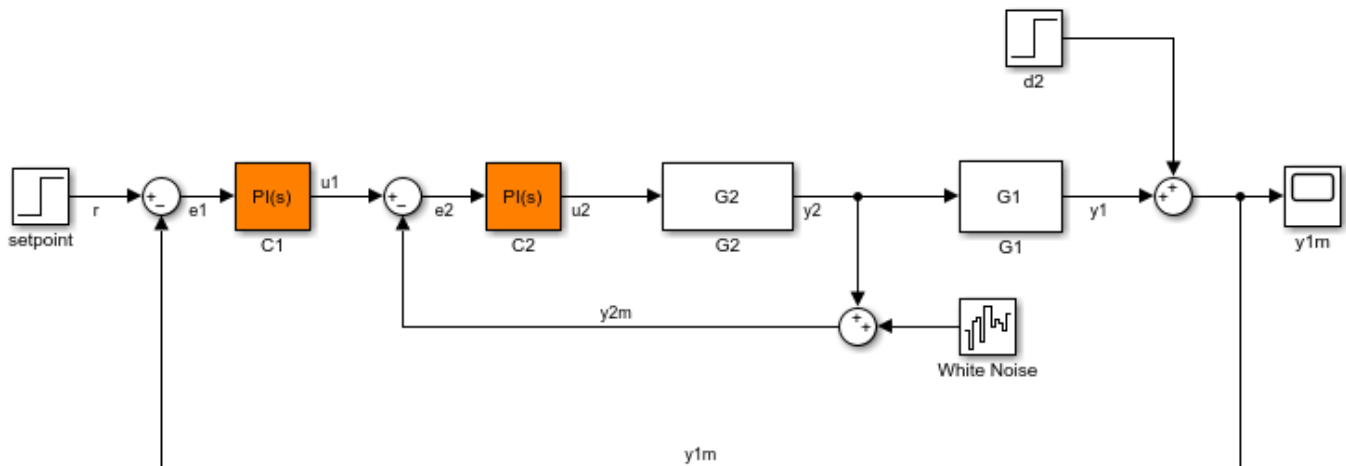 d2
PI(s)
u1
PI(s)
G2
G1
r
e1
e2
u2
y2
y1
setpoint
C1
C2
G2
G1
y1m
y2m
White Noise
y1m